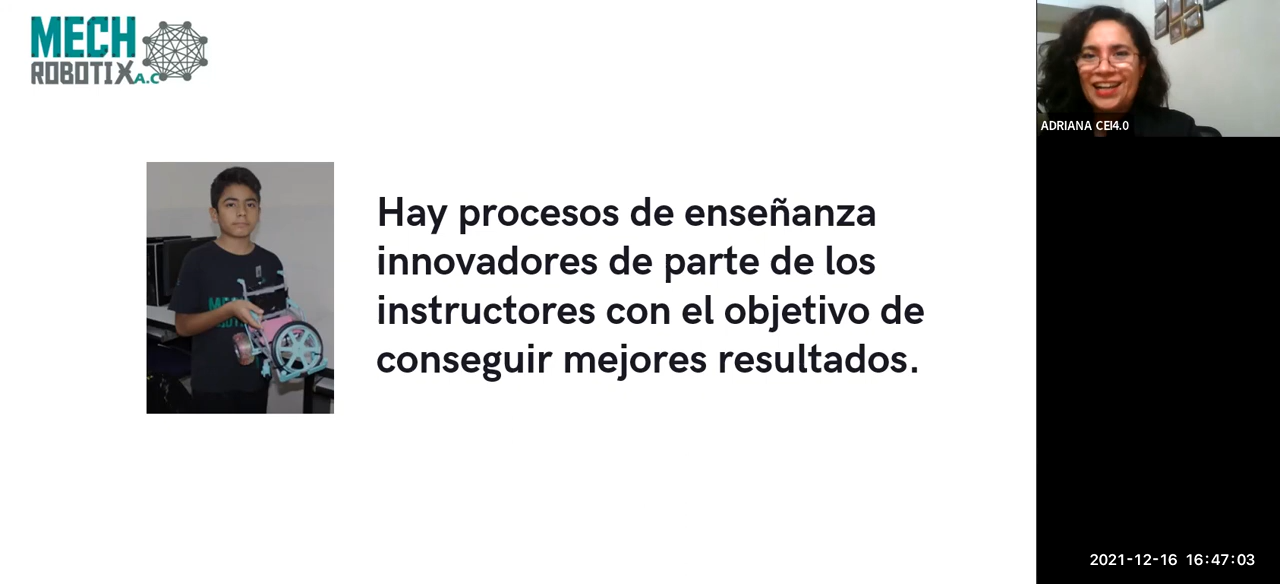 MECH
ROBOTIX A.C
Hay procesos de enseñanza
innovadores de parte de los
instructores con el objetivo de
conseguir mejores resultados.
ADRIANA CEI4.0
2021-12-16 16:47:03